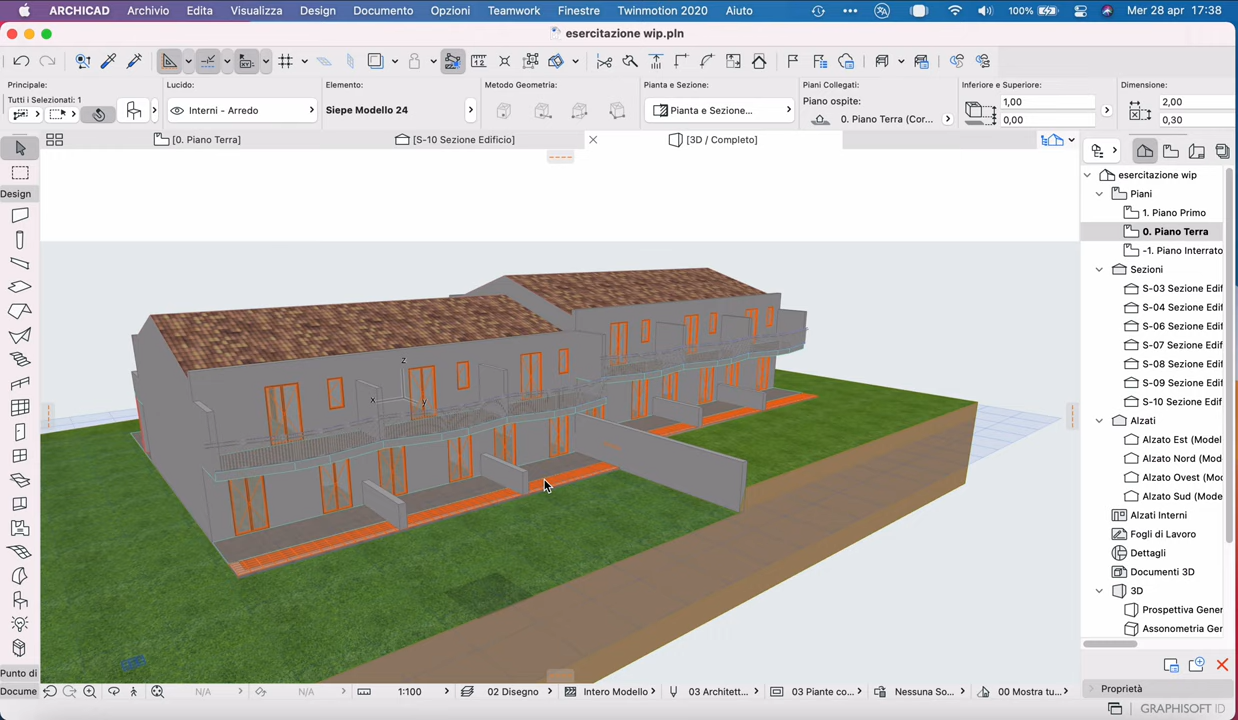 ARCHICAD Archivio Edita Visualizza Design Documento Opzioni Teamwork Finestre Twinmotion 2020 Aiuto 100% Mer 28 apr 17:38
esercitazione wip.pln
Principale: Lucido: Elemento: Metodo Geometria: Pianta e Sezione: Piani Collegati: Inferiore e Superiore: Dimensione:
Tutti i Selezionati: 1
Interni - Arredo
Siepe Modello 24
Pianta e Sezione...
Piano ospite:
0. Piano Terra (Cor...
1,00
0,00
2,00
0,30
[0. Piano Terra] [S-10 Sezione Edificio] [3D / Completo]
Design
esercitazione wip
Piani
1. Piano Primo
0. Piano Terra
-1. Piano Interrato
Sezioni
S-03 Sezione Edif
S-04 Sezione Edif
S-06 Sezione Edif
S-07 Sezione Edif
S-08 Sezione Edif
S-09 Sezione Edif
S-10 Sezione Edif
Alzati
Alzato Est (Model
Alzato Nord (Mod
Alzato Ovest (Mod
Alzato Sud (Mode
Alzati Interni
Fogli di Lavoro
Dettagli
Documenti 3D
3D
Prospettiva Gener
Assonometria Ger
z
x
y
Punto di
Docume
N/A N/A 1:100 02 Disegno Intero Modello 03 Architett... 03 Piante co... Nessuna So... 00 Mostra tu...
Proprietà
GRAPHISOFT ID